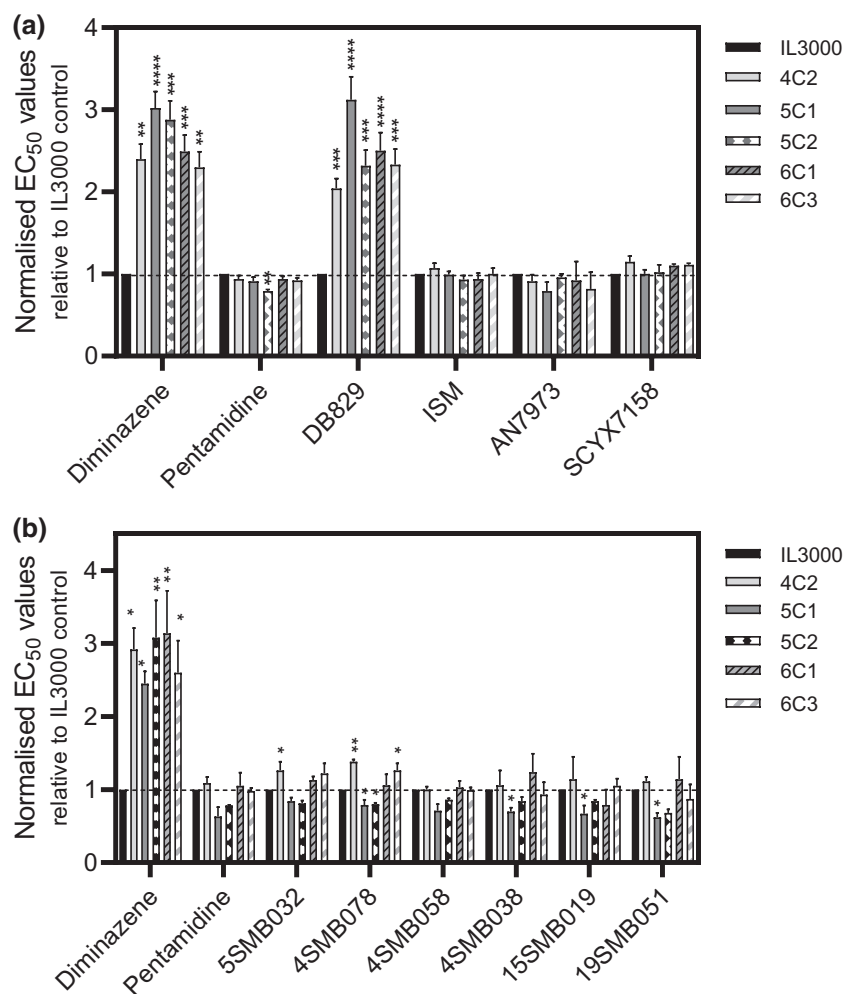 (a)
Normalised EC50 values
relative to IL3000 control
4
3
2
1
0
** **** *** *** **
**
*** **** *** **** ***
Diminazene
Pentamidine
DB829
ISM
AN7973
SCYX7158
IL3000
4C2
5C1
5C2
6C1
6C3
(b)
Normalised EC50 values
relative to IL3000 control
4
3
2
1
0
* * ** ** *
*
** * * *
*
*
*
Diminazene
Pentamidine
5SMB032
4SMB078
4SMB058
4SMB038
15SMB019
19SMB051
IL3000
4C2
5C1
5C2
6C1
6C3